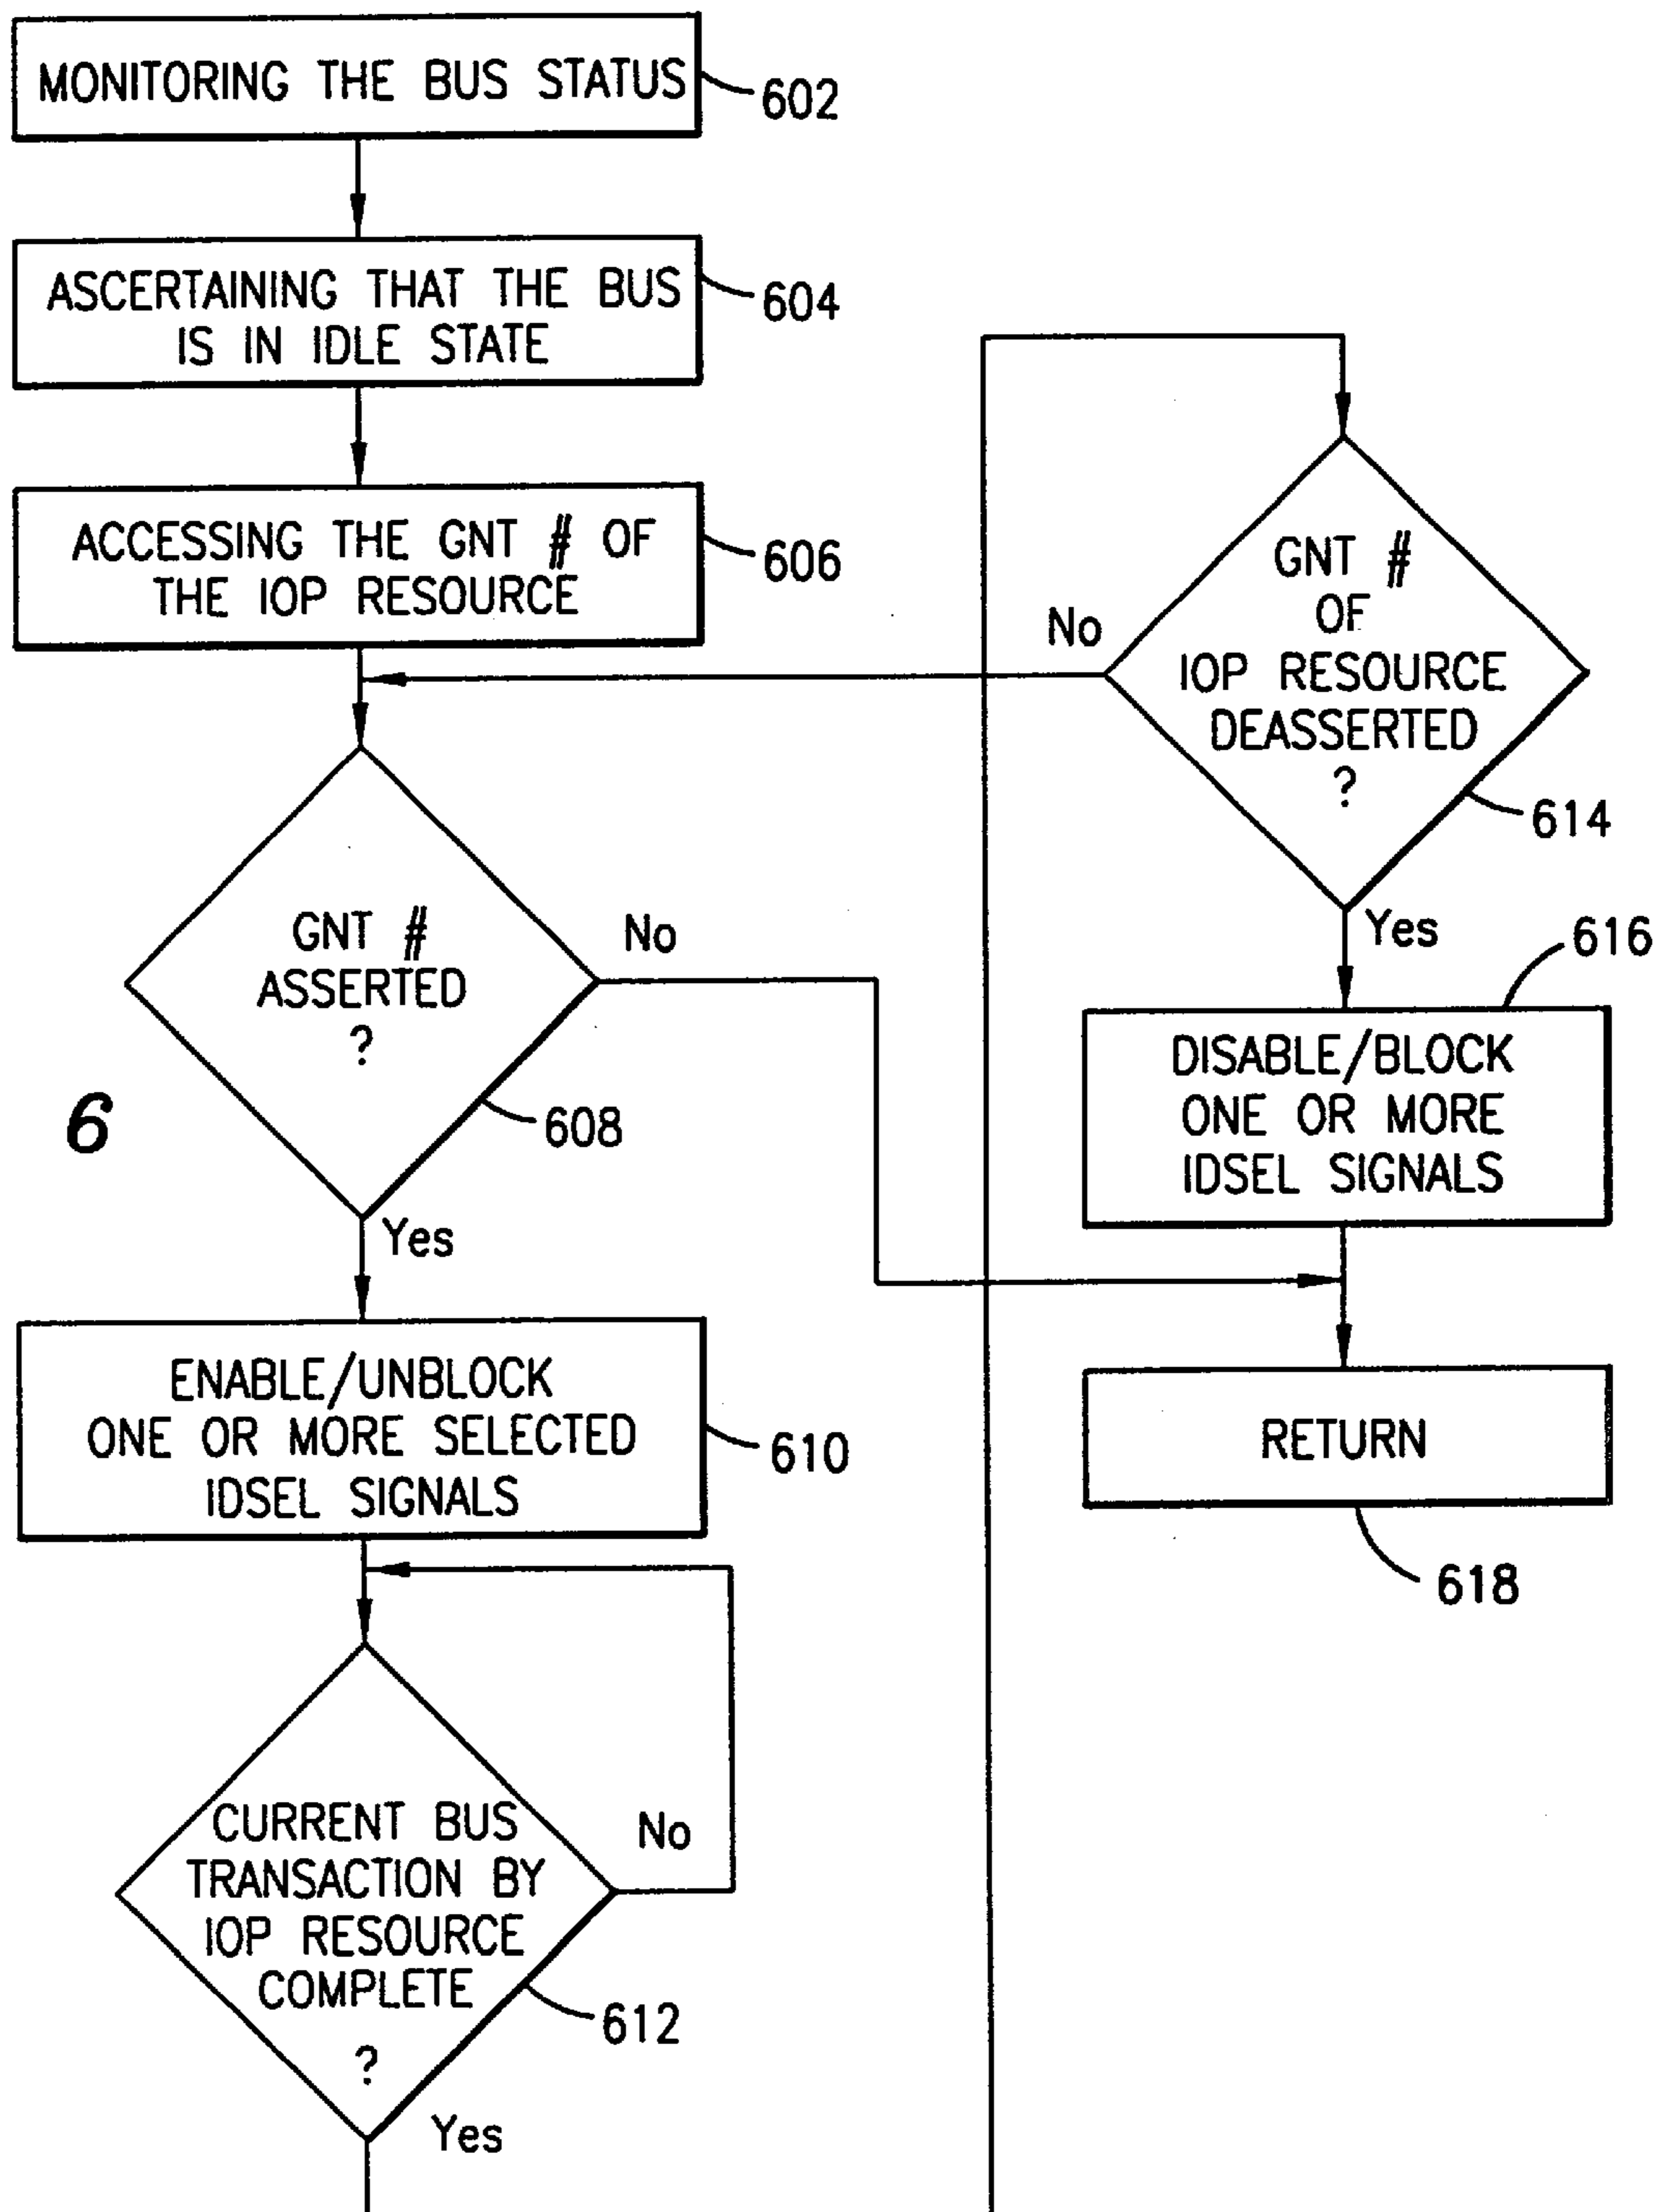 MONITORING THE BUS STATUS
602
ASCERTAINING THAT THE BUS
IS IN IDLE STATE
604
ACCESSING THE GNT # OF
THE IOP RESOURCE
606
GNT #
ASSERTED
?
No
608
Yes
6
ENABLE/UNBLOCK
ONE OR MORE SELECTED
IDSEL SIGNALS
610
CURRENT BUS
TRANSACTION BY
IOP RESOURCE
COMPLETE
?
No
612
Yes
GNT #
OF
IOP RESOURCE
DEASSERTED
?
No
614
Yes
616
DISABLE/BLOCK
ONE OR MORE
IDSEL SIGNALS
RETURN
618